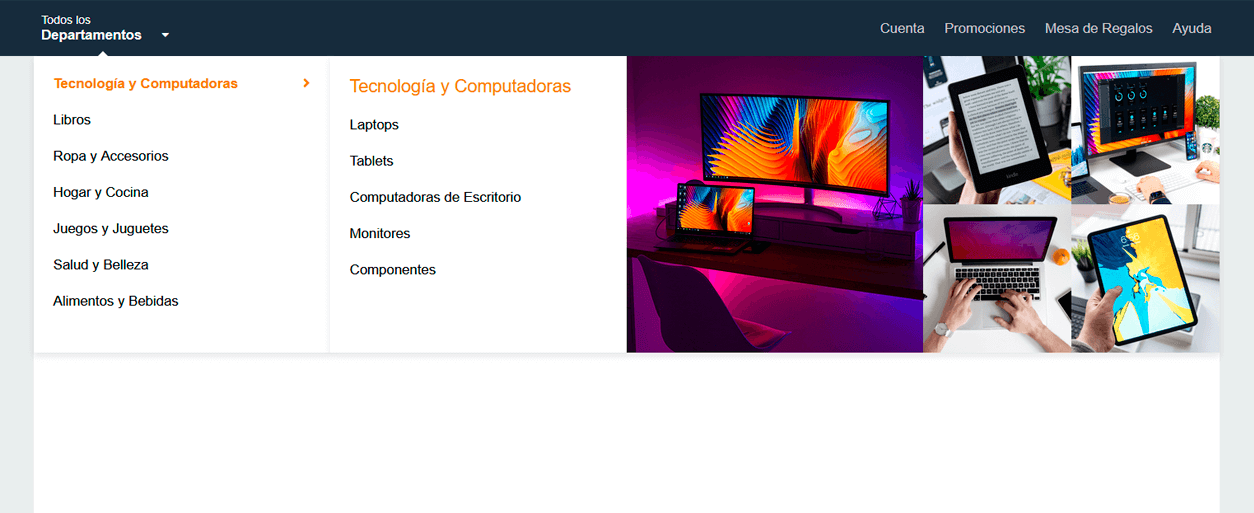 Todos los
Departamentos
Cuenta Promociones Mesa de Regalos Ayuda
Tecnología y Computadoras
Libros
Ropa y Accesorios
Hogar y Cocina
Juegos y Juguetes
Salud y Belleza
Alimentos y Bebidas
Tecnología y Computadoras
Laptops
Tablets
Computadoras de Escritorio
Monitores
Componentes
kindle